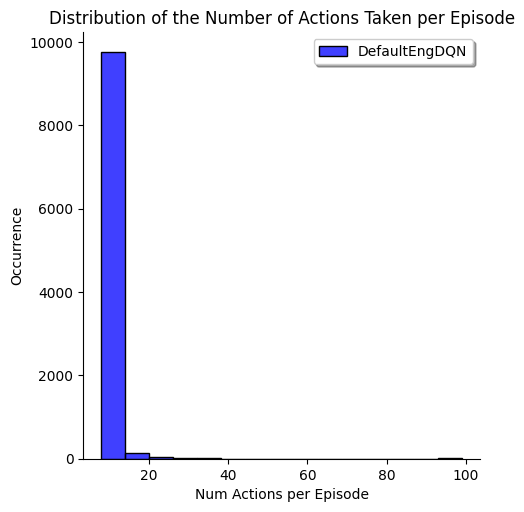 Distribution of the Number of Actions Taken per Episode
DefaultEngDQN
10000
8000
6000
4000
2000
0
Occurrence
20 40 60 80 100
Num Actions per Episode